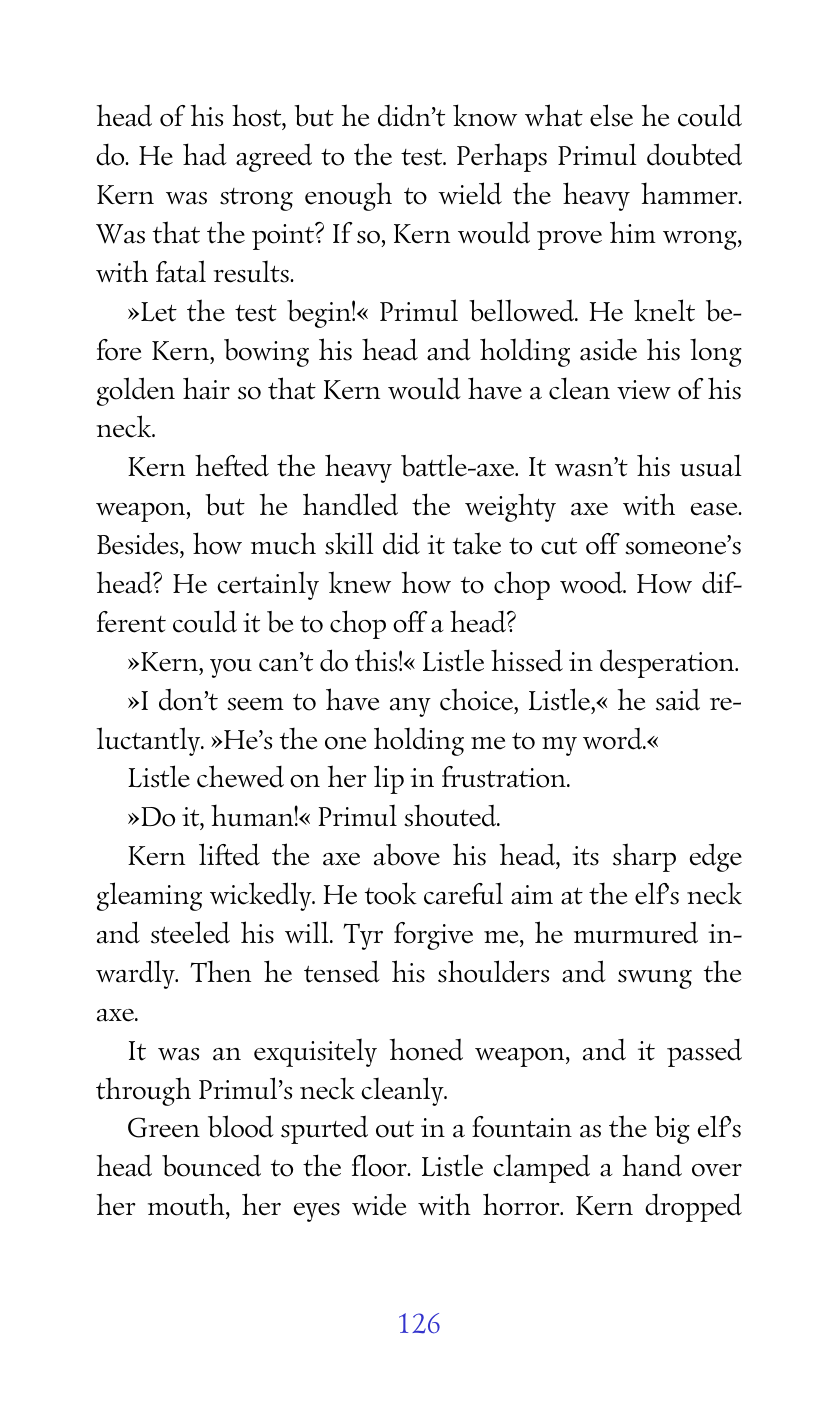 head of his host, but he didn’t know what else he could
do. He had agreed to the test. Perhaps Primul doubted
Kern was strong enough to wield the heavy hammer.
Was that the point? If so, Kern would prove him wrong,
with fatal results.
»Let the test begin!« Primul bellowed. He knelt be-
fore Kern, bowing his head and holding aside his long
golden hair so that Kern would have a clean view of his
neck.
Kern hefted the heavy battle-axe. It wasn’t his usual
weapon, but he handled the weighty axe with ease.
Besides, how much skill did it take to cut off someone’s
head? He certainly knew how to chop wood. How dif-
ferent could it be to chop off a head?
»Kern, you can’t do this!« Listle hissed in desperation.
»I don’t seem to have any choice, Listle,« he said re-
luctantly. »He’s the one holding me to my word.«
Listle chewed on her lip in frustration.
»Do it, human!« Primul shouted.
Kern lifted the axe above his head, its sharp edge
gleaming wickedly. He took careful aim at the elf’s neck
and steeled his will. Tyr forgive me, he murmured in-
wardly. Then he tensed his shoulders and swung the
axe.
It was an exquisitely honed weapon, and it passed
through Primul’s neck cleanly.
Green blood spurted out in a fountain as the big elf’s
head bounced to the floor. Listle clamped a hand over
her mouth, her eyes wide with horror. Kern dropped
126